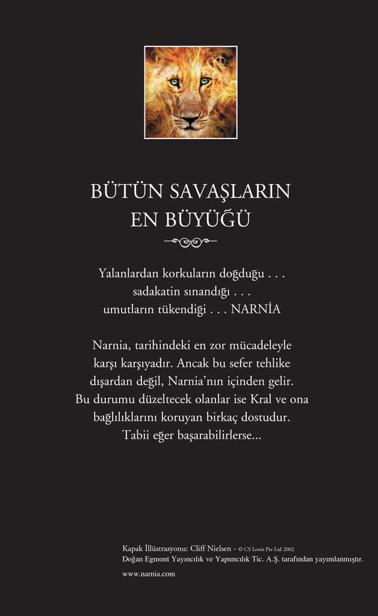 BÜTÜN SAVAŞLARIN
EN BÜYÜĞÜ
Yalanlardan korkuların doğduğu . . .
sadakatin sınandığı . . .
umutların tükendiği . . . NARNİA
Narnia, tarihindeki en zor mücadeleyle
karşı karşıyadır. Ancak bu sefer tehlike
dışardan değil, Narnia’nın içinden gelir.
Bu durumu düzeltecek olanlar ise Kral ve ona
bağlılıklarını koruyan birkaç dostudur.
Tabii eğer başarabilirlerse...
Kapak İllüstrasyonu: Cliff Nielsen - © CS Lewis Pte Ltd 2002
Doğan Egmont Yayıncılık ve Yapımcılık Tic. A.Ş. tarafından yayımlanmıştır.
www.narnia.com